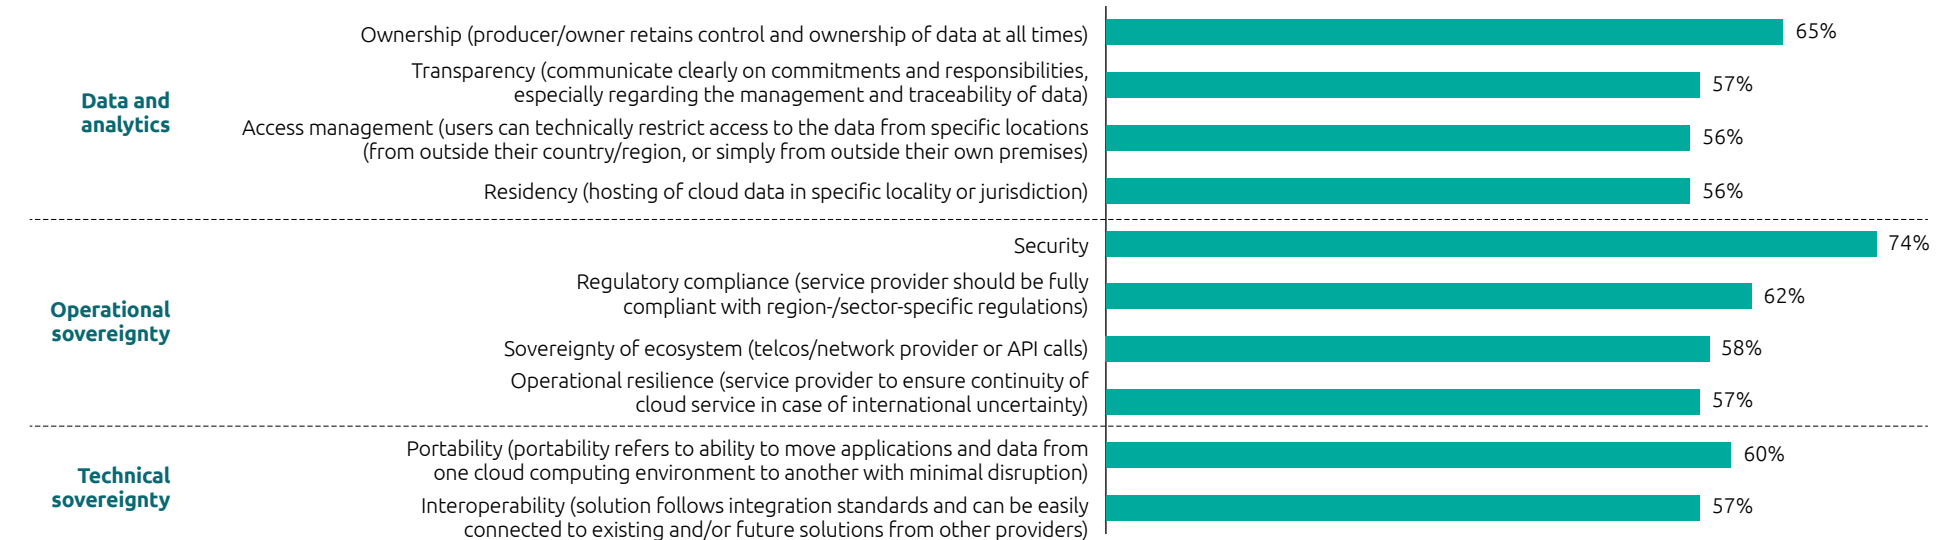 Data and
analytics
Ownership (producer/owner retains control and ownership of data at all times)
65%
Transparency (communicate clearly on commitments and responsibilities,
especially regarding the management and traceability of data)
57%
Access management (users can technically restrict access to the data from specific locations
(from outside their country/region, or simply from outside their own premises)
56%
Residency (hosting of cloud data in specific locality or jurisdiction)
56%
Operational
sovereignty
Security
74%
Regulatory compliance (service provider should be fully
compliant with region-/sector-specific regulations)
62%
Sovereignty of ecosystem (telcos/network provider or API calls)
58%
Operational resilience (service provider to ensure continuity of
cloud service in case of international uncertainty)
57%
Technical
sovereignty
Portability (portability refers to ability to move applications and data from
one cloud computing environment to another with minimal disruption)
60%
Interoperability (solution follows integration standards and can be easily
connected to existing and/or future solutions from other providers)
57%